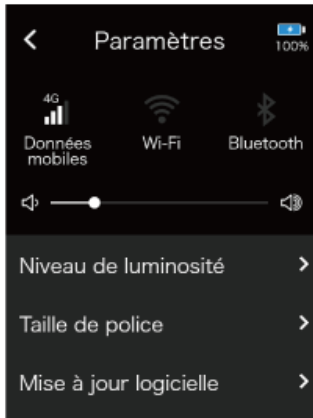 Paramètres
100%
4G
Données
mobiles
Wi-Fi
Bluetooth
Niveau de luminosité
Taille de police
Mise à jour logicielle